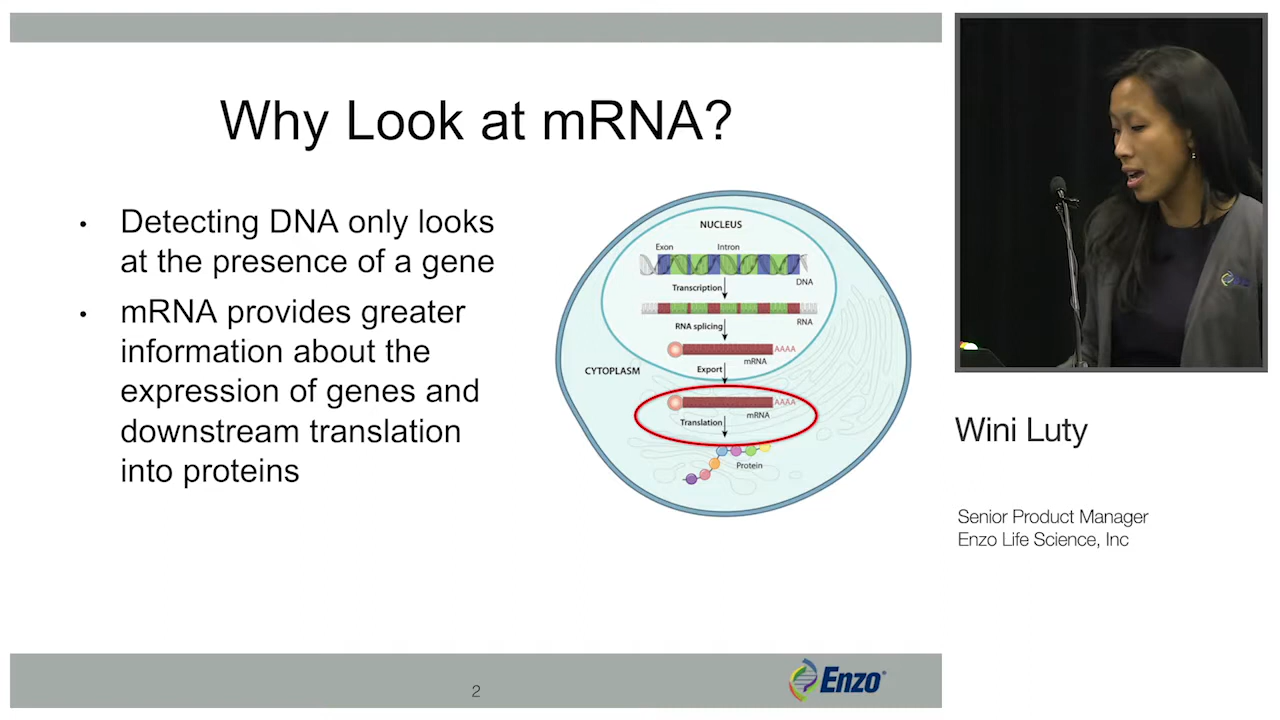 Why Look at mRNA?
• Detecting DNA only looks
at the presence of a gene
• mRNA provides greater
information about the
expression of genes and
downstream translation
into proteins
NUCLEUS
Exon
Intron
DNA
Transcription
RNA
RNA splicing
AAAA
mRNA
Export
CYTOPLASM
AAAA
mRNA
Translation
Protein
2
Enzo®
Wini Luty
Senior Product Manager
Enzo Life Science, Inc